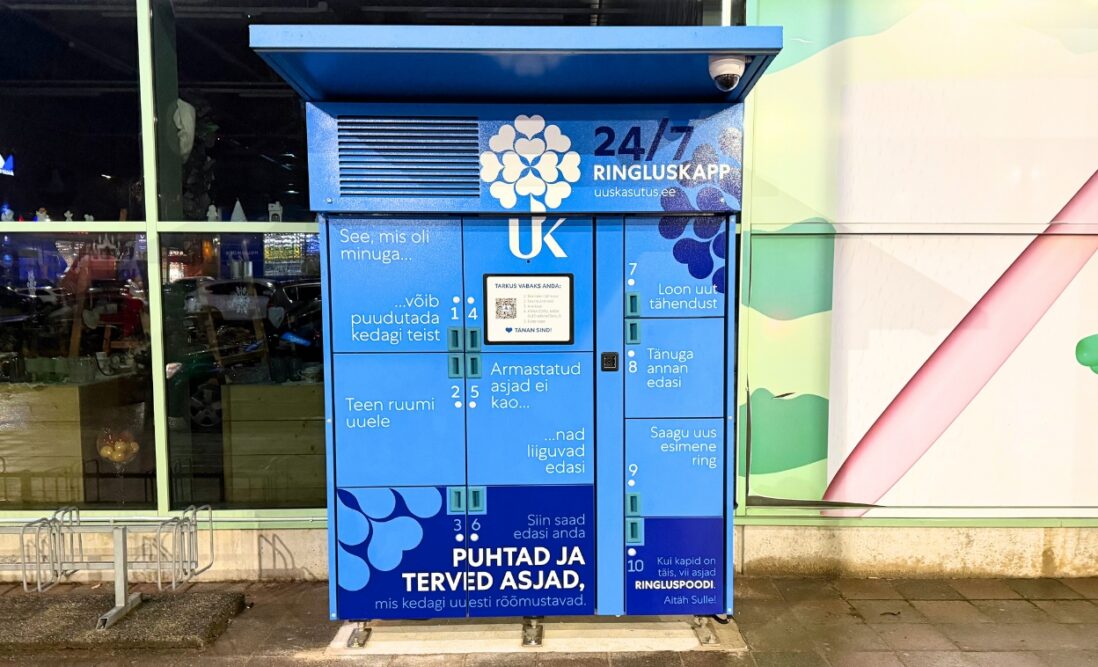 24/7
RINGLUSKAPP
uuskasutus.ee
UK
See, mis oli
minuga...
...võib
puudutada
kedagi teist
1
4
TARKUS VABAKS ANDA:
TÄNAN SIND!
7
Loon uut
tähendust
8
Tänuga
annan
edasi
2
5
Teen ruumi
uuele
Armastatud
asjad ei
kao...
...nad
liiguvad
edasi
Saagu uus
esimene
ring
9
3
6
Siin saad
edasi anda
PUHTAD JA
TERVED ASJAD,
mis kedagi uuesti rõõmustavad.
10
Kui kapid on
täis, vii asjad
RINGLUSPOODI.
Aitäh Sulle!